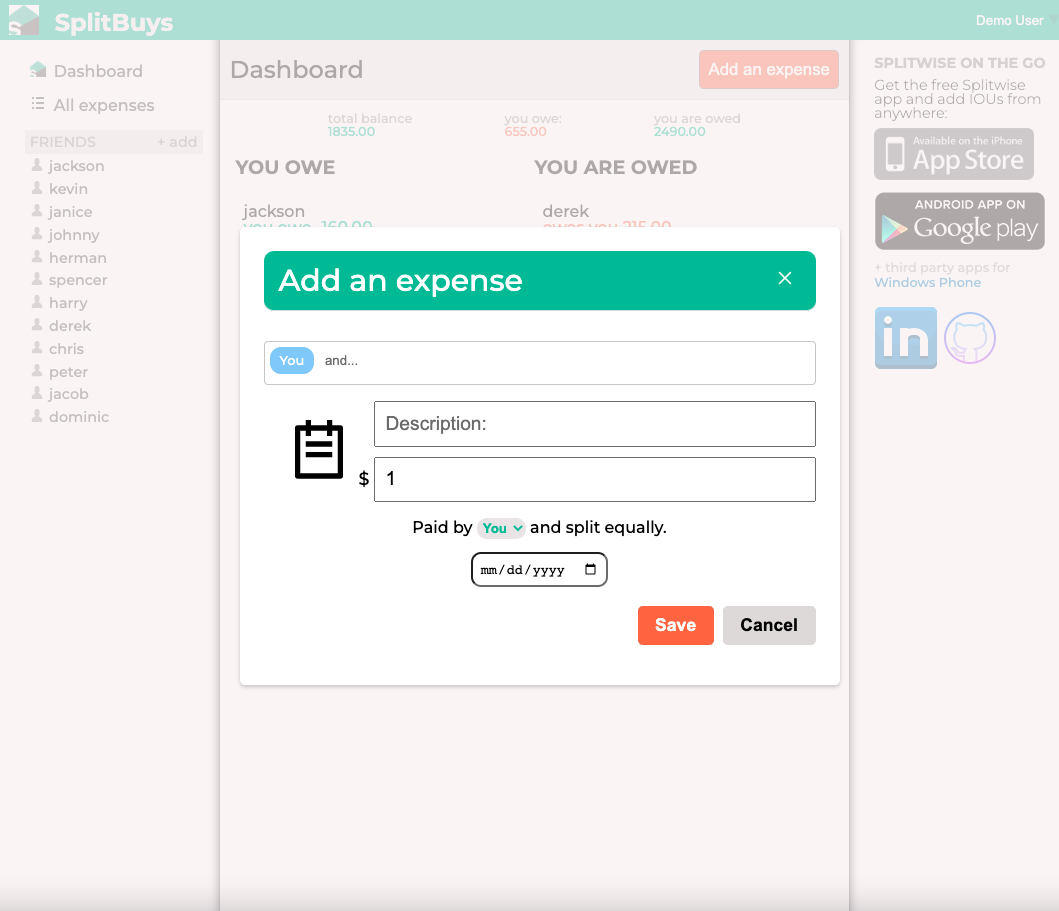 SplitBuys
Demo User
Dashboard
All expenses
FRIENDS + add
jackson
kevin
janice
johnny
herman
spencer
harry
derek
chris
peter
jacob
dominic
Dashboard
Add an expense
total balance
1835.00
you owe:
655.00
you are owed
2490.00
YOU OWE
YOU ARE OWED
jackson
you owe 160.00
derek
owes you 215.00
Add an expense
You and...
Description:
$ 1
Paid by You and split equally.
mm/dd/yyyy
Save
Cancel
SPLITWISE ON THE GO
Get the free Splitwise
app and add IOUs from
anywhere:
Available on the iPhone
App Store
ANDROID APP ON
Google play
+ third party apps for
Windows Phone
in